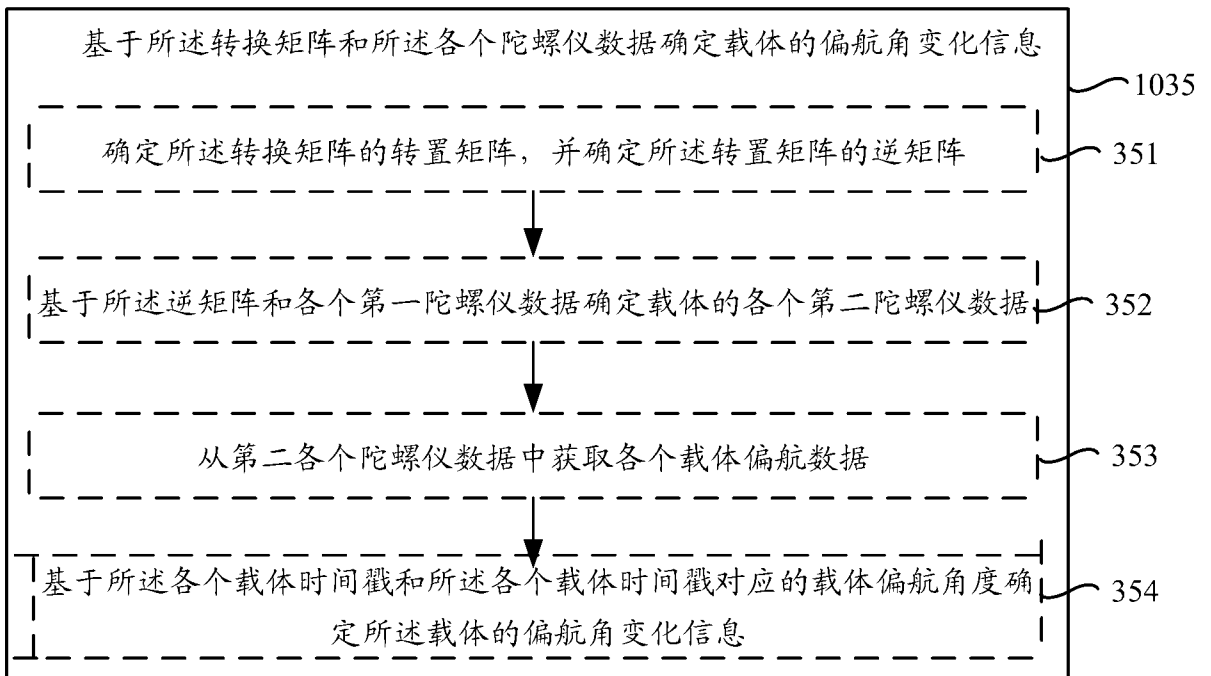 基于所述转换矩阵和所述各个陀螺仪数据确定载体的偏航角变化信息
1035
确定所述转换矩阵的转置矩阵，并确定所述转置矩阵的逆矩阵
351
基于所述逆矩阵和各个第一陀螺仪数据确定载体的各个第二陀螺仪数据
352
从第二各个陀螺仪数据中获取各个载体偏航数据
353
基于所述各个载体时间戳和所述各个载体时间戳对应的载体偏航角度确
定所述载体的偏航角变化信息
354